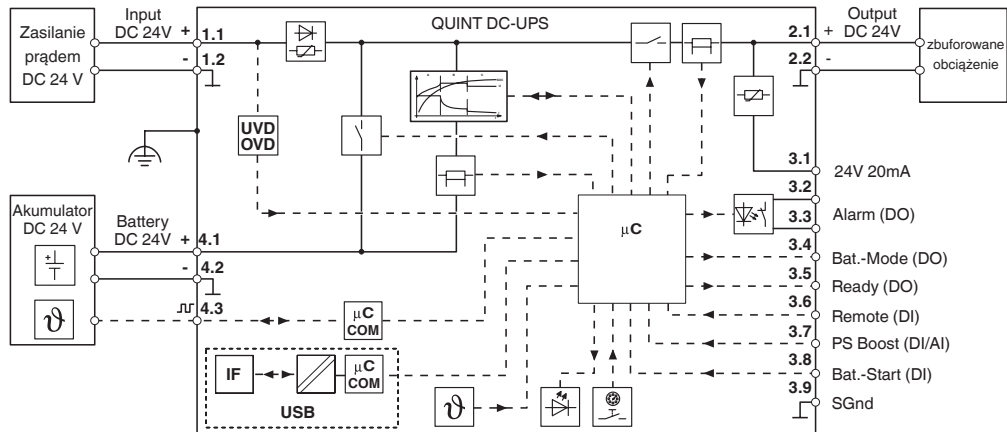 Zasilanie
prądem
DC 24 V
Input
DC 24V
+
1.1
-
1.2
QUINT DC-UPS
2.1
+
Output
DC 24V
2.2
-
zbuforowane
obciążenie
UVD
OVD
Akumulator
DC 24 V
+
ϑ
Battery
DC 24V
+
4.1
-
4.2
4.3
µC
COM
IF
µC
COM
USB
ϑ
µC
3.1
24V 20mA
3.2
3.3
Alarm (DO)
3.4
Bat.-Mode (DO)
3.5
Ready (DO)
3.6
Remote (DI)
3.7
PS Boost (DI/AI)
3.8
Bat.-Start (DI)
3.9
SGnd